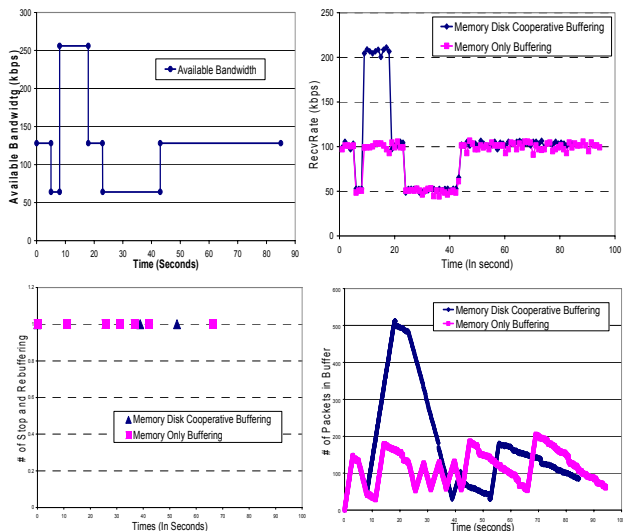 300
250
200
150
100
50
0
Available Bandwidtg (kbps)
Available Bandwidth
0 10 20 30 40 50 60 70 80 90
Time (Seconds)
250
200
150
100
50
0
RecvRate (kbps)
Memory Disk Cooperative Buffering
Memory Only Buffering
0 20 40 60 80 100
Time (In second)
1.2
1
0.8
0.6
0.4
0.2
0
# of Stop and Rebuffering
Memory Disk Cooperative Buffering
Memory Only Buffering
0 10 20 30 40 50 60 70 80 90 100
Times (In Seconds)
600
500
400
300
200
100
0
# of Packets in Buffer
Memory Disk Cooperative Buffering
Memory Only Buffering
0 10 20 30 40 50 60 70 80 90
Time (seconds)